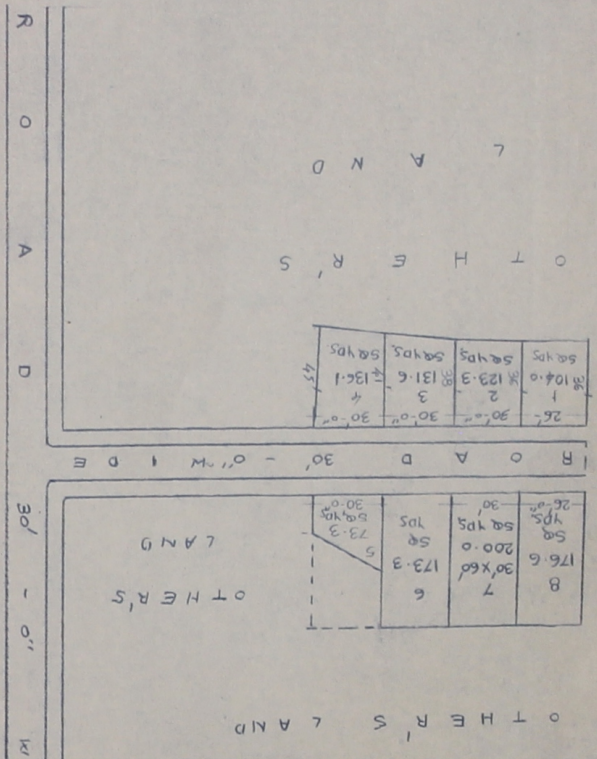 OTHER'S LAND
8
176.6
SQ
YDS
26'-0"
7
30'X60'
200.0
SQ YDS
30'
6
173.3
SQ
YDS
5
73.3
SQ.YDS
30.0
OTHER'S
LAND
ROAD 30'-0" WIDE
26'-
1
36 104.0
SQ YDS
30'-0"
2
123.3
SQ YDS
30'-0"
3
131.6
SQ YDS
30'-0"
4
136.1
SQ YDS
45'
OTHER'S
LAND
ROAD 30'-0" W